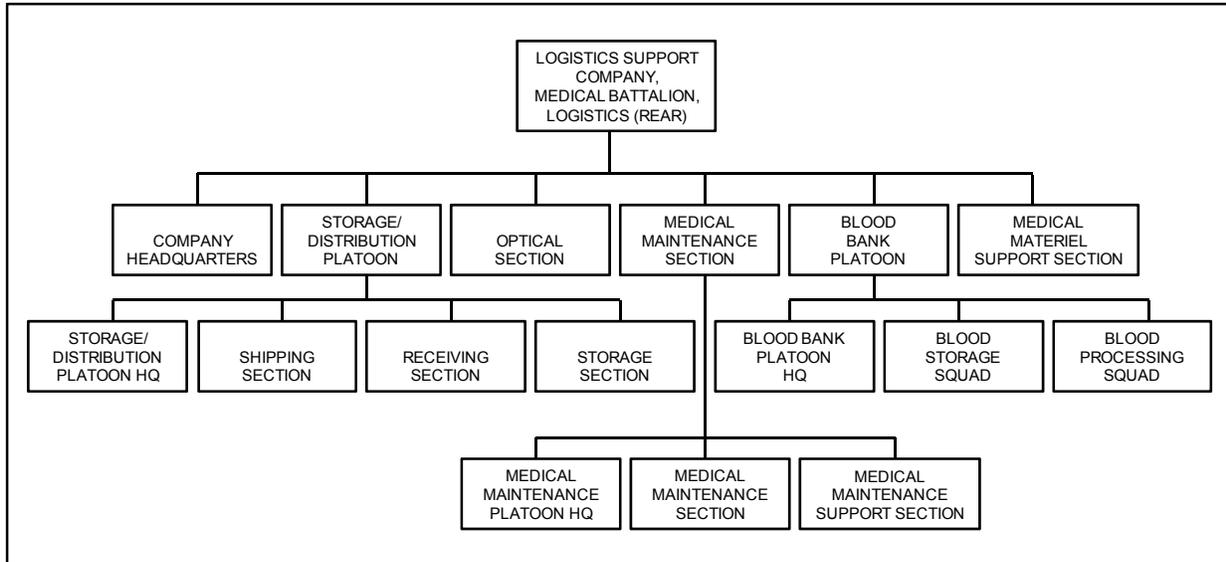 LOGISTICS SUPPORT
COMPANY,
MEDICAL BATTALION,
LOGISTICS (REAR)
COMPANY
HEADQUARTERS
STORAGE/
DISTRIBUTION
PLATOON
OPTICAL
SECTION
MEDICAL
MAINTENANCE
SECTION
BLOOD
BANK
PLATOON
MEDICAL
MATERIEL
SUPPORT SECTION
STORAGE/
DISTRIBUTION
PLATOON HQ
SHIPPING
SECTION
RECEIVING
SECTION
STORAGE
SECTION
BLOOD BANK
PLATOON
HQ
BLOOD
STORAGE
SQUAD
BLOOD
PROCESSING
SQUAD
MEDICAL
MAINTENANCE
PLATOON HQ
MEDICAL
MAINTENANCE
SECTION
MEDICAL
MAINTENANCE
SUPPORT SECTION